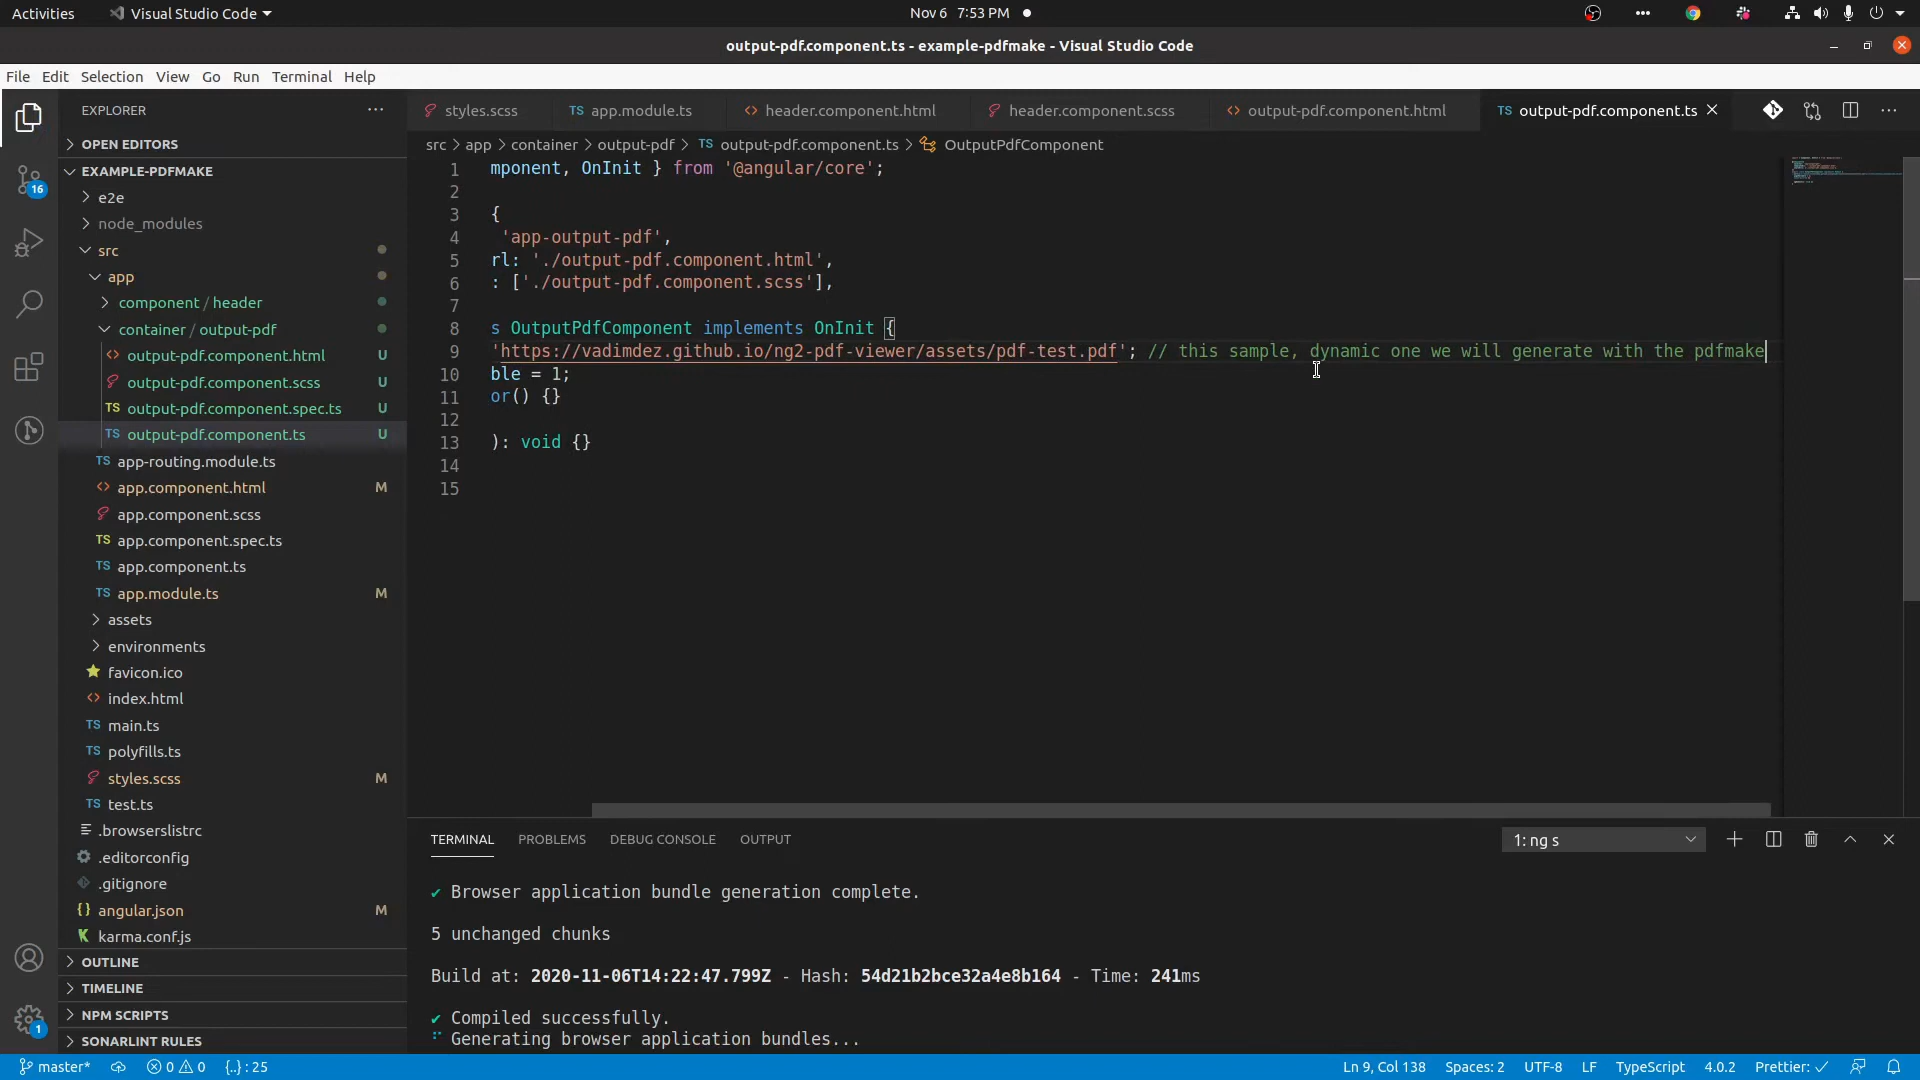 Activities Visual Studio Code Nov 6 7:53 PM
output-pdf.component.ts - example-pdfmake - Visual Studio Code
File Edit Selection View Go Run Terminal Help
EXPLORER
OPEN EDITORS
EXAMPLE-PDFMAKE
e2e
node_modules
src
app
component / header
container / output-pdf
output-pdf.component.html U
output-pdf.component.scss U
output-pdf.component.spec.ts U
output-pdf.component.ts U
app-routing.module.ts
app.component.html M
app.component.scss
app.component.spec.ts
app.component.ts
app.module.ts M
assets
environments
favicon.ico
index.html
main.ts
polyfills.ts
styles.scss M
test.ts
.browserslistrc
.editorconfig
.gitignore
angular.json M
karma.conf.js
OUTLINE
TIMELINE
NPM SCRIPTS
SONARLINT RULES
16
1
styles.scss TS app.module.ts header.component.html header.component.scss output-pdf.component.html TS output-pdf.component.ts
src > app > container > output-pdf > TS output-pdf.component.ts > OutputPdfComponent
1 mponent, OnInit } from '@angular/core';
2
3 {
4 'app-output-pdf',
5 rl: './output-pdf.component.html',
6 : ['./output-pdf.component.scss'],
7
8 s OutputPdfComponent implements OnInit {
9 'https://vadimdez.github.io/ng2-pdf-viewer/assets/pdf-test.pdf'; // this sample, dynamic one we will generate with the pdfmake
10 ble = 1;
11 or() {}
12
13 ): void {}
14
15
TERMINAL PROBLEMS DEBUG CONSOLE OUTPUT 1: ng s
✔ Browser application bundle generation complete.
5 unchanged chunks
Build at: 2020-11-06T14:22:47.799Z - Hash: 54d21b2bce32a4e8b164 - Time: 241ms
✔ Compiled successfully.
Generating browser application bundles...
master* 0 0 {..} : 25 Ln 9, Col 138 Spaces: 2 UTF-8 LF TypeScript 4.0.2 Prettier: ✓